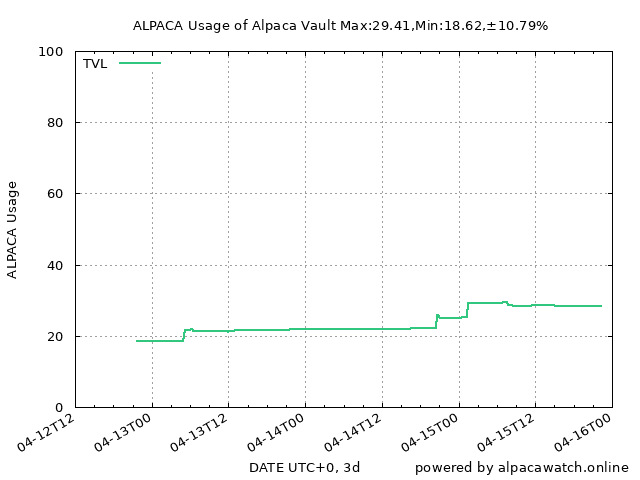 ALPACA Usage of Alpaca Vault Max:29.41,Min:18.62,±10.79%
TVL
ALPACA Usage
100
80
60
40
20
0
04-12T12
04-13T00
04-13T12
04-14T00
04-14T12
04-15T00
04-15T12
04-16T00
DATE UTC+0, 3d
powered by alpacawatch.online